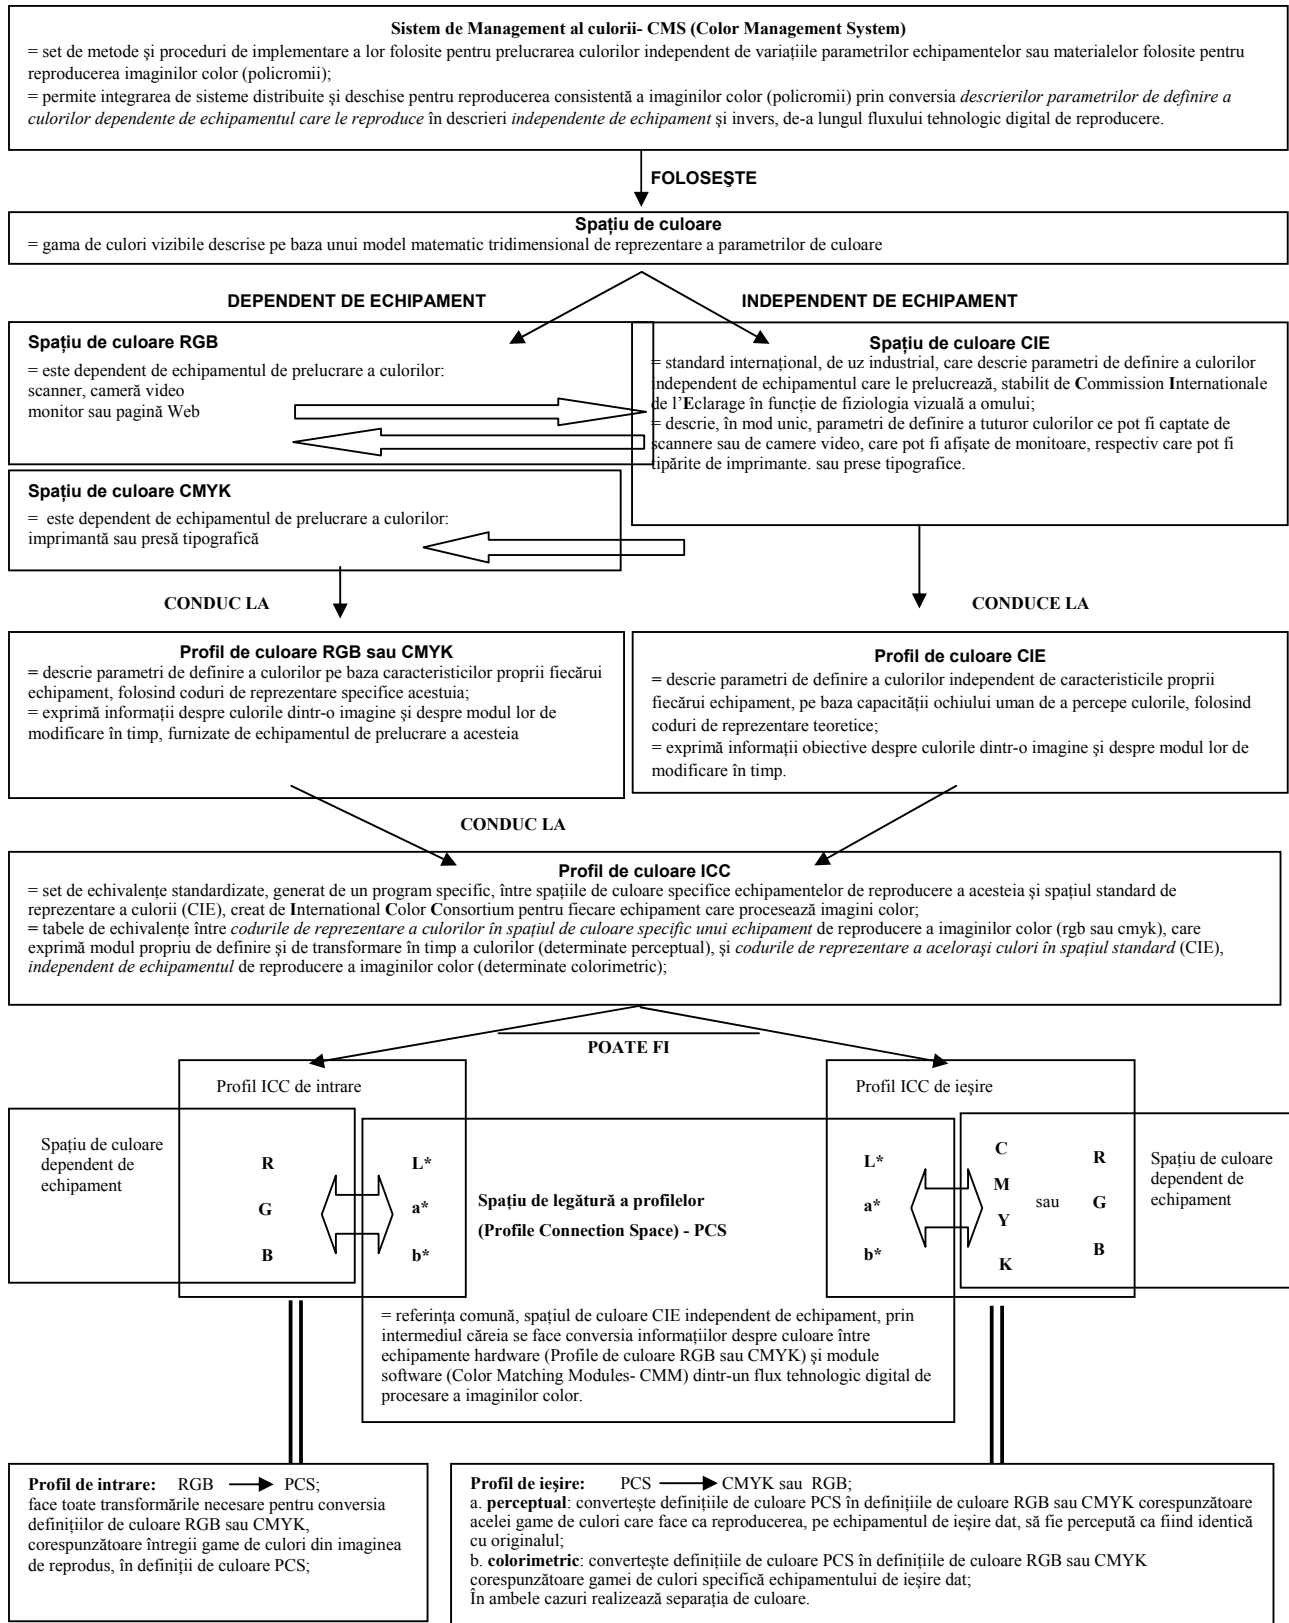 Sistem de Management al culorii- CMS (Color Management System)
= set de metode şi proceduri de implementare a lor folosite pentru prelucrarea culorilor independent de variaţiile parametrilor echipamentelor sau materialelor folosite pentru
reproducerea imaginilor color (policromii);
= permite integrarea de sisteme distribuite şi deschise pentru reproducerea consistentă a imaginilor color (policromii) prin conversia descrierilor parametrilor de definire a
culorilor dependente de echipamentul care le reproduce în descrieri independente de echipament şi invers, de-a lungul fluxului tehnologic digital de reproducere.
FOLOSEŞTE
Spaţiu de culoare
= gama de culori vizibile descrise pe baza unui model matematic tridimensional de reprezentare a parametrilor de culoare
DEPENDENT DE ECHIPAMENT
INDEPENDENT DE ECHIPAMENT
Spaţiu de culoare RGB
= este dependent de echipamentul de prelucrare a culorilor:
scanner, cameră video
monitor sau pagină Web
Spaţiu de culoare CIE
= standard internaţional, de uz industrial, care descrie parametri de definire a culorilor
independent de echipamentul care le prelucrează, stabilit de Commission Internationale
de l’Eclarage în funcţie de fiziologia vizuală a omului;
= descrie, în mod unic, parametri de definire a tuturor culorilor ce pot fi captate de
scannere sau de camere video, care pot fi afişate de monitoare, respectiv care pot fi
tipărite de imprimante. sau prese tipografice.
Spaţiu de culoare CMYK
= este dependent de echipamentul de prelucrare a culorilor:
imprimantă sau presă tipografică
CONDUC LA
CONDUCE LA
Profil de culoare RGB sau CMYK
= descrie parametri de definire a culorilor pe baza caracteristicilor proprii fiecărui
echipament, folosind coduri de reprezentare specifice acestuia;
= exprimă informaţii despre culorile dintr-o imagine şi despre modul lor de
modificare în timp, furnizate de echipamentul de prelucrare a acesteia
Profil de culoare CIE
= descrie parametri de definire a culorilor independent de caracteristicile proprii
fiecărui echipament, pe baza capacităţii ochiului uman de a percepe culorile, folosind
coduri de reprezentare teoretice;
= exprimă informaţii obiective despre culorile dintr-o imagine şi despre modul lor de
modificare în timp.
CONDUC LA
Profil de culoare ICC
= set de echivalenţe standardizate, generat de un program specific, între spaţiile de culoare specifice echipamentelor de reproducere a acesteia şi spaţiul standard de
reprezentare a culorii (CIE), creat de International Color Consortium pentru fiecare echipament care procesează imagini color;
= tabele de echivalenţe între codurile de reprezentare a culorilor în spaţiul de culoare specific unui echipament de reproducere a imaginilor color (rgb sau cmyk), care
exprimă modul propriu de definire şi de transformare în timp a culorilor (determinate perceptual), şi codurile de reprezentare a aceloraşi culori în spaţiul standard (CIE),
independent de echipamentul de reproducere a imaginilor color (determinate colorimetric);
POATE FI
Profil ICC de intrare
Profil ICC de ieşire
Spaţiu de culoare
dependent de
echipament
R
G
B
L*
a*
b*
Spaţiu de legătură a profilelor
(Profile Connection Space) - PCS
L*
a*
b*
C
M
Y
K
sau
R
G
B
Spaţiu de culoare
dependent de
echipament
= referinţa comună, spaţiul de culoare CIE independent de echipament, prin
intermediul căreia se face conversia informaţiilor despre culoare între
echipamente hardware (Profile de culoare RGB sau CMYK) şi module
software (Color Matching Modules- CMM) dintr-un flux tehnologic digital de
procesare a imaginilor color.
Profil de intrare: RGB PCS;
face toate transformările necesare pentru conversia
definiţiilor de culoare RGB sau CMYK,
corespunzătoare întregii game de culori din imaginea
de reprodus, în definiţii de culoare PCS;
Profil de ieşire: PCS CMYK sau RGB;
a. perceptual: converteşte definiţiile de culoare PCS în definiţiile de culoare RGB sau CMYK corespunzătoare
acelei game de culori care face ca reproducerea, pe echipamentul de ieşire dat, să fie percepută ca fiind identică
cu originalul;
b. colorimetric: converteşte definiţiile de culoare PCS în definiţiile de culoare RGB sau CMYK
corespunzătoare gamei de culori specifică echipamentului de ieşire dat;
În ambele cazuri realizează separaţia de culoare.